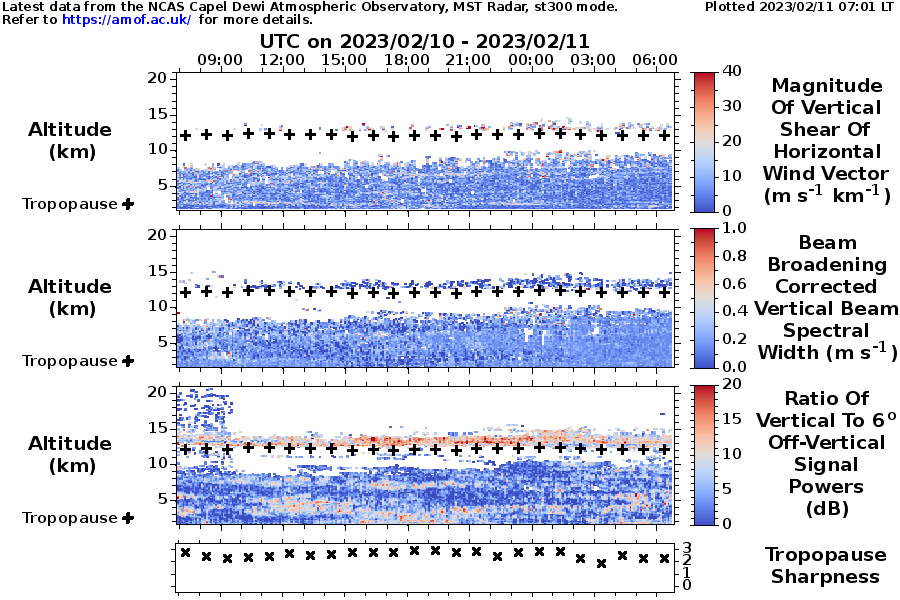 Latest data from the NCAS Capel Dewi Atmospheric Observatory, MST Radar, st300 mode.
Plotted 2023/02/11 07:01 LT
Refer to https://amof.ac.uk/ for more details.
UTC on 2023/02/10 - 2023/02/11
09:00 12:00 15:00 18:00 21:00 00:00 03:00 06:00
20
15
10
5
Altitude
(km)
Tropopause
40
30
20
10
0
Magnitude
Of Vertical
Shear Of
Horizontal
Wind Vector
(m s-1 km-1)
20
15
10
5
Altitude
(km)
Tropopause
1.0
0.8
0.6
0.4
0.2
0.0
Beam
Broadening
Corrected
Vertical Beam
Spectral
Width (m s-1)
20
15
10
5
Altitude
(km)
Tropopause
20
15
10
5
0
Ratio Of
Vertical To 6o
Off-Vertical
Signal
Powers
(dB)
3
2
1
0
Tropopause
Sharpness